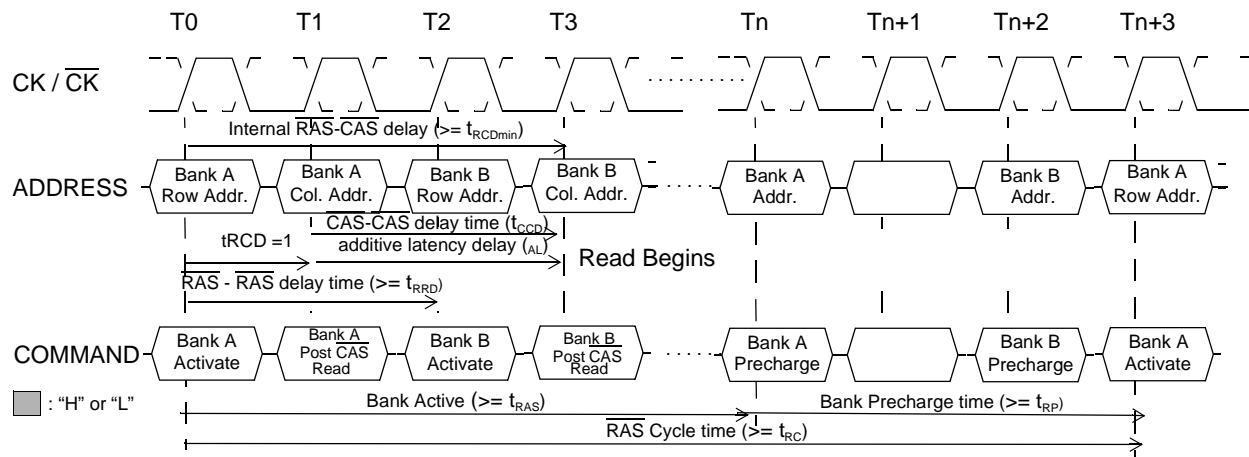 T0 T1 T2 T3 Tn Tn+1 Tn+2 Tn+3
CK / CK
Internal RAS-CAS delay (>= tRCDmin)
ADDRESS
Bank A
Row Addr.
Bank A
Col. Addr.
Bank B
Row Addr.
Bank B
Col. Addr.
Bank A
Addr.
Bank B
Addr.
Bank A
Row Addr.
CAS-CAS delay time (tCCD)
tRCD =1
additive latency delay (AL)
Read Begins
RAS - RAS delay time (>= tRRD)
COMMAND
Bank A
Activate
Bank A
Post CAS
Read
Bank B
Activate
Bank B
Post CAS
Read
Bank A
Precharge
Bank B
Precharge
Bank A
Activate
: “H” or “L”
Bank Active (>= tRAS)
Bank Precharge time (>= tRP)
RAS Cycle time (>= tRC)